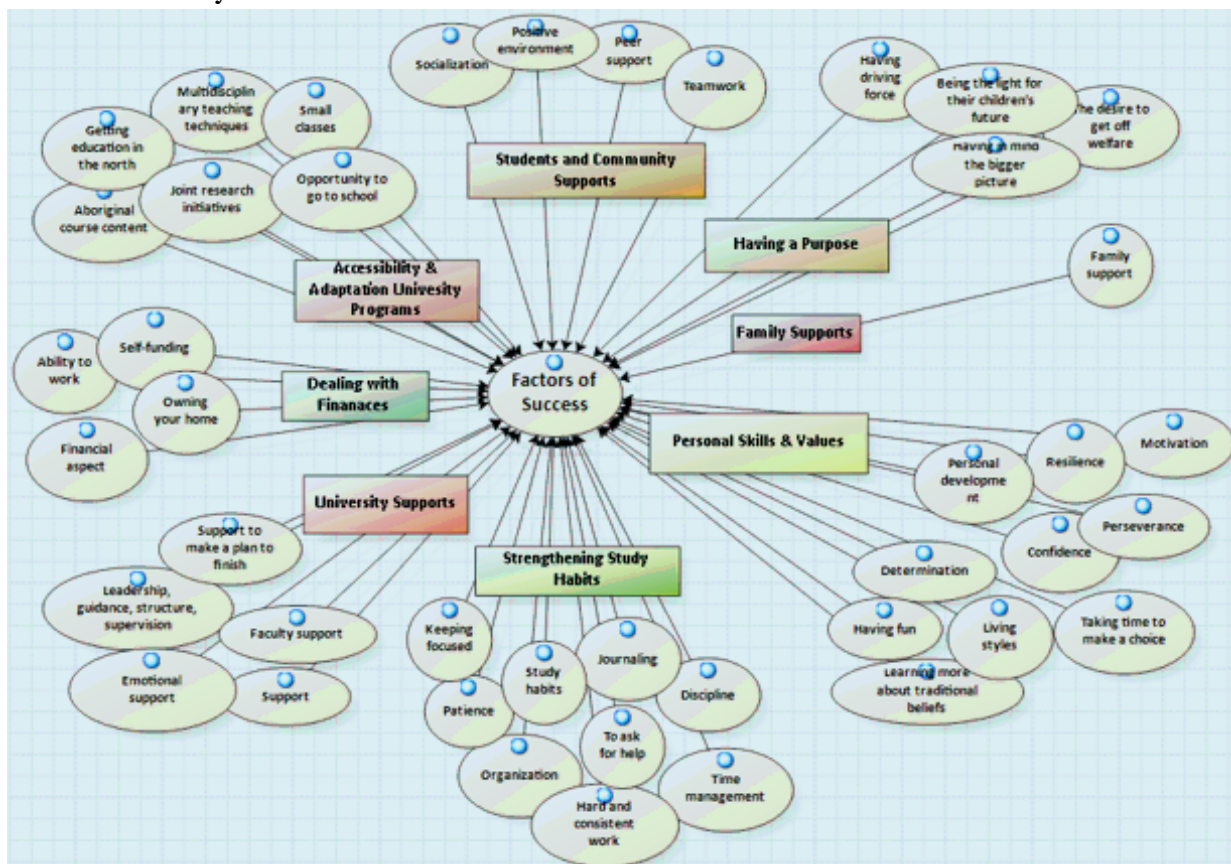 Socialization
Positive
environment
Peer
support
Teamwork
Having
driving
force
Being the light for
their children's
future
The desire to
get off
welfare
Having in mind
the bigger
picture
Multidisciplin
ary teaching
techniques
Small
classes
Getting
education in
the north
Joint research
initiatives
Opportunity to
go to school
Aboriginal
course content
Students and Community
Supports
Having a Purpose
Family
support
Accessibility &
Adaptation Univesity
Programs
Family Supports
Self-funding
Ability to
work
Owning
your home
Financial
aspect
Dealing with
Finanaces
Factors of
Success
Personal Skills & Values
Motivation
Resilience
Personal
developme
nt
Perseverance
Confidence
Determination
Taking time to
make a choice
Living
styles
Having fun
Learning more
about traditional
beliefs
University Supports
Support to
make a plan to
finish
Leadership,
guidance, structure,
supervision
Faculty support
Emotional
support
Support
Strengthening Study
Habits
Keeping
focused
Study
habits
Journaling
Discipline
Patience
To ask
for help
Organization
Time
management
Hard and
consistent
work